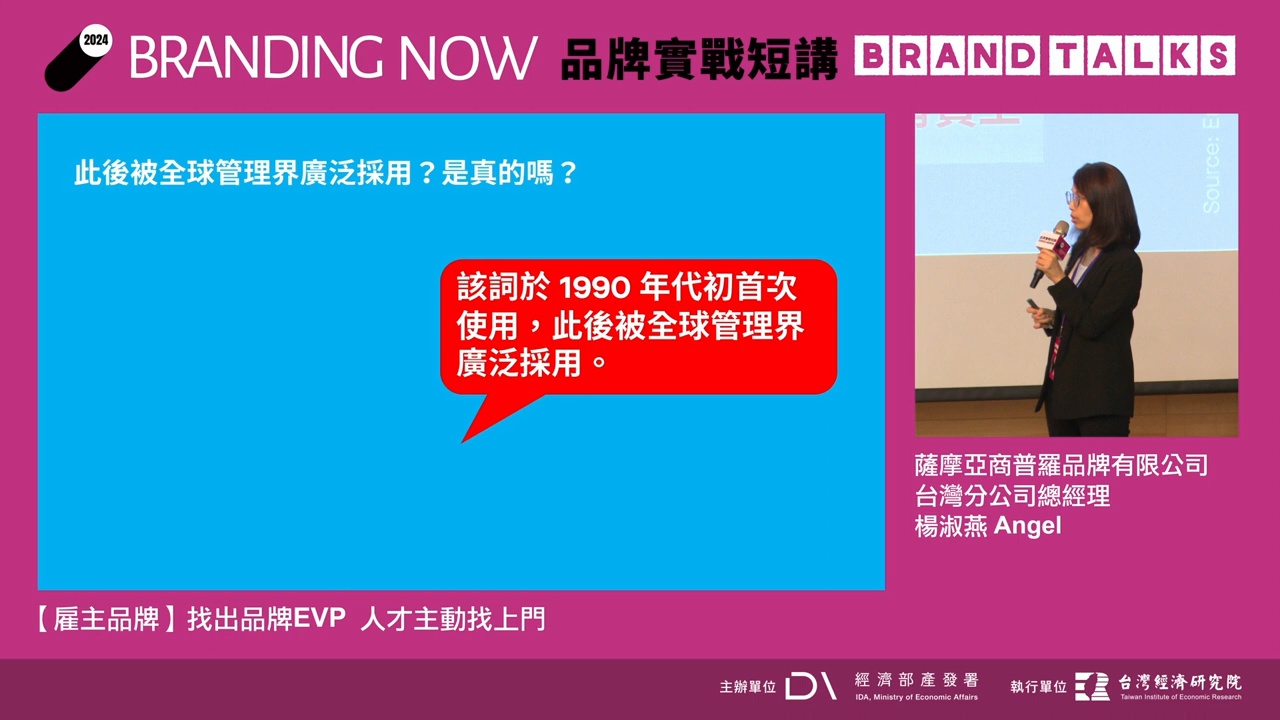 2024
BRANDING NOW 品牌實戰短講 BRAND TALKS
此後被全球管理界廣泛採用？是真的嗎？
該詞於 1990 年代初首次
使用，此後被全球管理界
廣泛採用。
Source: E
薩摩亞商普羅品牌有限公司
台灣分公司總經理
楊淑燕 Angel
【雇主品牌】找出品牌EVP 人才主動找上門
主辦單位
經濟部產業發展署
IDA, Ministry of Economic Affairs
執行單位
台灣經濟研究院
Taiwan Institute of Economic Research